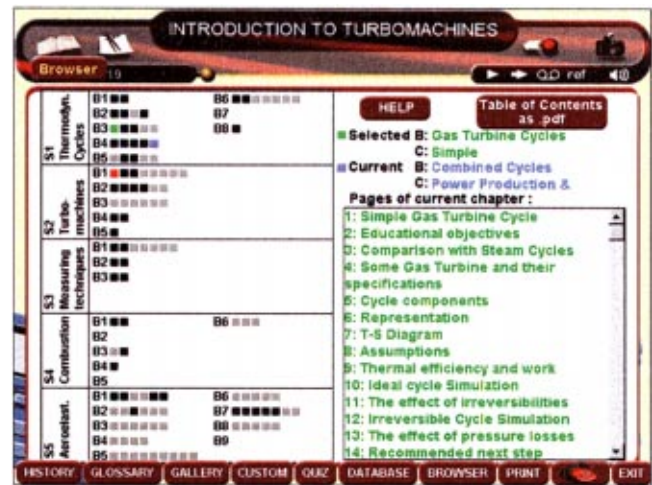 INTRODUCTION TO TURBOMACHINES
Browser 19
ref
S1 Thermodyn. Cycles
B1
B2
B3
B4
B5
B6
B7
B8
S2 Turbo-machines
B1
B2
B3
B4
B5
S3 Measuring techniques
B1
B2
B3
S4 Combustion
B1
B2
B3
B4
B5
B6
S5 Aeroelast.
B1
B2
B3
B4
B5
B6
B7
B8
B9
HELP
Table of Contents
as .pdf
Selected B: Gas Turbine Cycles
C: Simple
Current B: Combined Cycles
C: Power Production &
Pages of current chapter :
1: Simple Gas Turbine Cycle
2: Educational objectives
3: Comparison with Steam Cycles
4: Some Gas Turbine and their
specifications
5: Cycle components
6: Representation
7: T-S Diagram
8: Assumptions
9: Thermal efficiency and work
10: Ideal cycle Simulation
11: The effect of irreversibilities
12: Irreversible Cycle Simulation
13: The effect of pressure losses
14: Recommended next step
HISTORY GLOSSARY GALLERY CUSTOM QUIZ DATABASE BROWSER PRINT EXIT